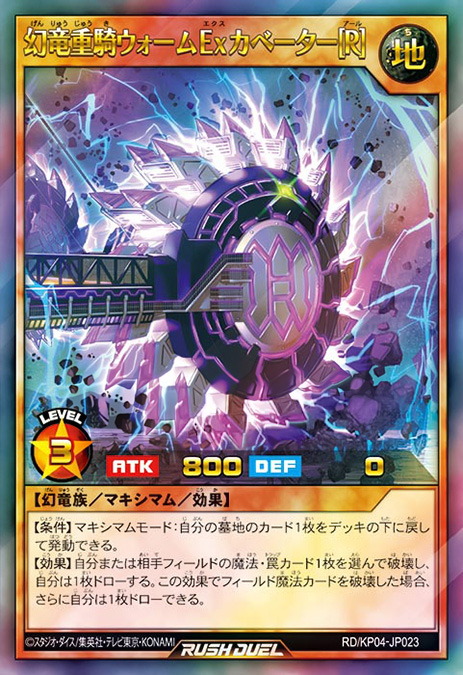 幻竜重騎ウォームExカベーター[R]
地
LEVEL
3
ATK 800 DEF 0
【幻竜族/マキシマム/効果】
【条件】マキシマムモード:自分の墓地のカード1枚をデッキの下に戻し
て発動できる。
【効果】自分または相手フィールドの魔法・罠カード1枚を選んで破壊し、
自分は1枚ドローする。この効果でフィールド魔法カードを破壊した場合、
さらに自分は1枚ドローできる。
©スタジオ・ダイス/集英社・テレビ東京・KONAMI
RUSH DUEL
RD/KP04-JP023